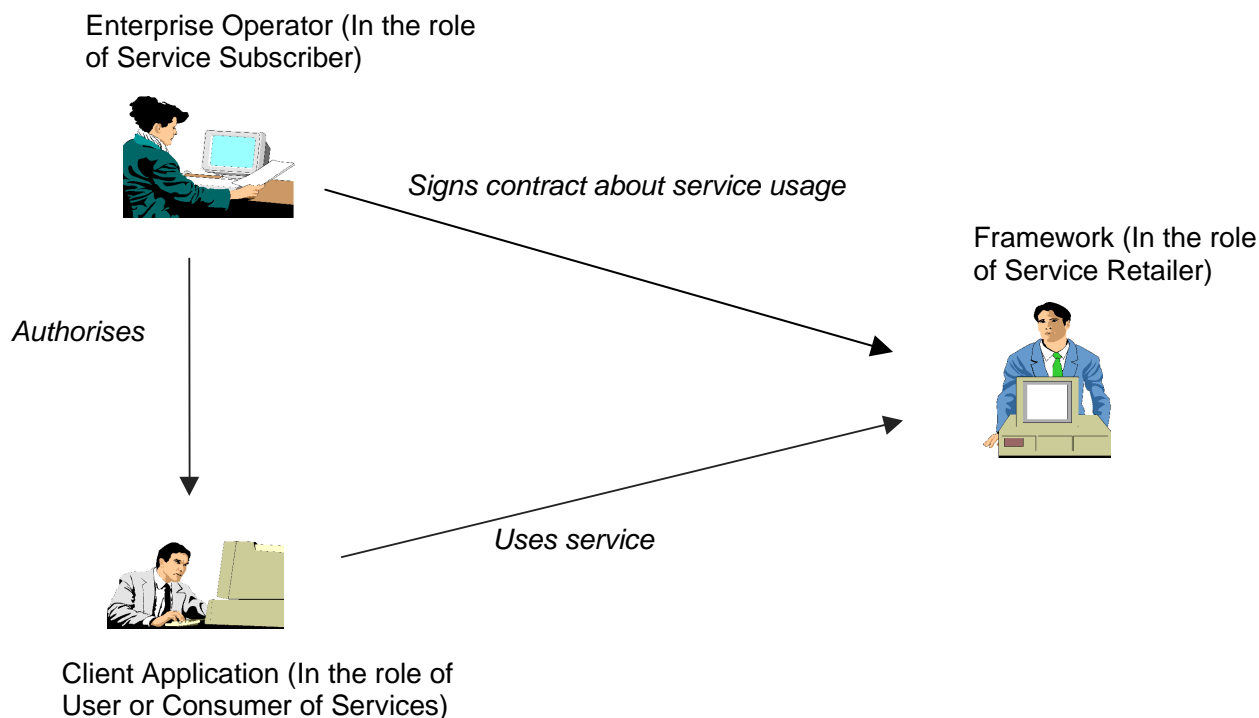 Enterprise Operator (In the role
of Service Subscriber)
Signs contract about service usage
Framework (In the role
of Service Retailer)
Authorises
Uses service
Client Application (In the role of
User or Consumer of Services)